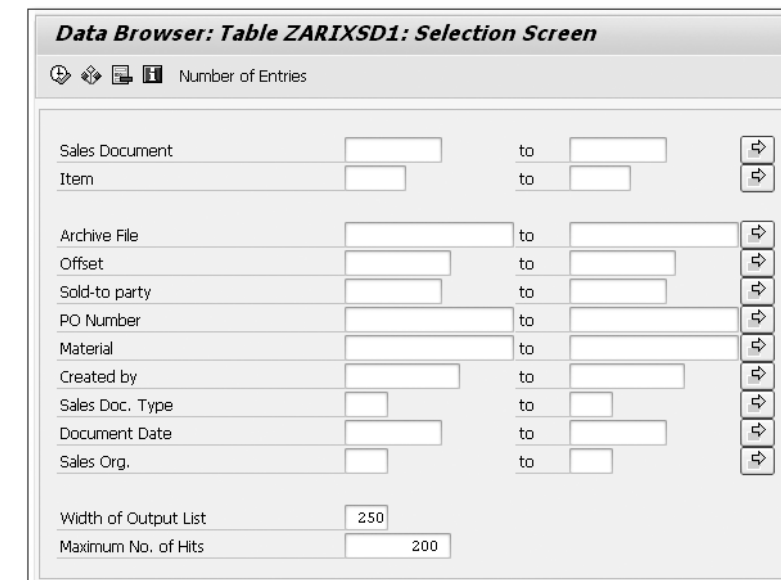 Data Browser: Table ZARIXSD1: Selection Screen
Number of Entries
Sales Document to
Item to
Archive File to
Offset to
Sold-to party to
PO Number to
Material to
Created by to
Sales Doc. Type to
Document Date to
Sales Org. to
Width of Output List 250
Maximum No. of Hits 200